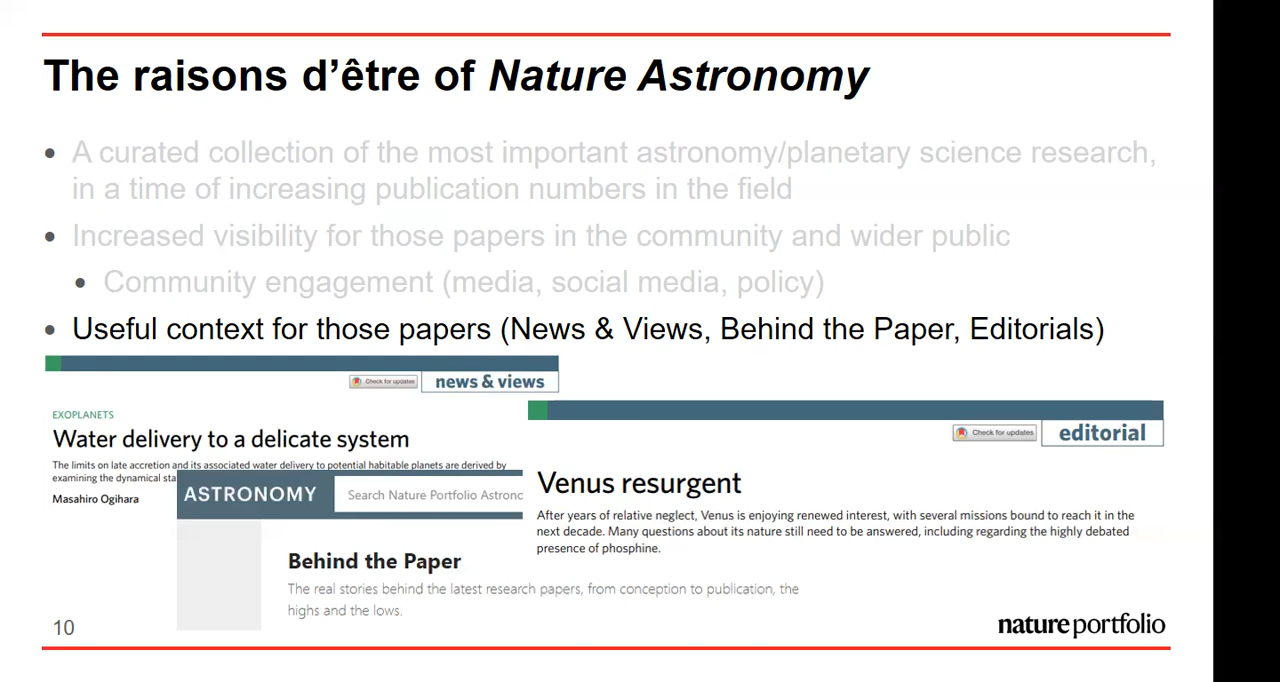 The raisons d’être of Nature Astronomy
• A curated collection of the most important astronomy/planetary science research,
in a time of increasing publication numbers in the field
• Increased visibility for those papers in the community and wider public
• Community engagement (media, social media, policy)
• Useful context for those papers (News & Views, Behind the Paper, Editorials)
Check for updates
news & views
EXOPLANETS
Water delivery to a delicate system
The limits on late accretion and its associated water delivery to potential habitable planets are derived by
examining the dynamical sta
Masahiro Ogihara
ASTRONOMY
Search Nature Portfolio Astronc
Behind the Paper
The real stories behind the latest research papers, from conception to publication, the
highs and the lows.
Check for updates
editorial
Venus resurgent
After years of relative neglect, Venus is enjoying renewed interest, with several missions bound to reach it in the
next decade. Many questions about its nature still need to be answered, including regarding the highly debated
presence of phosphine.
10
nature portfolio